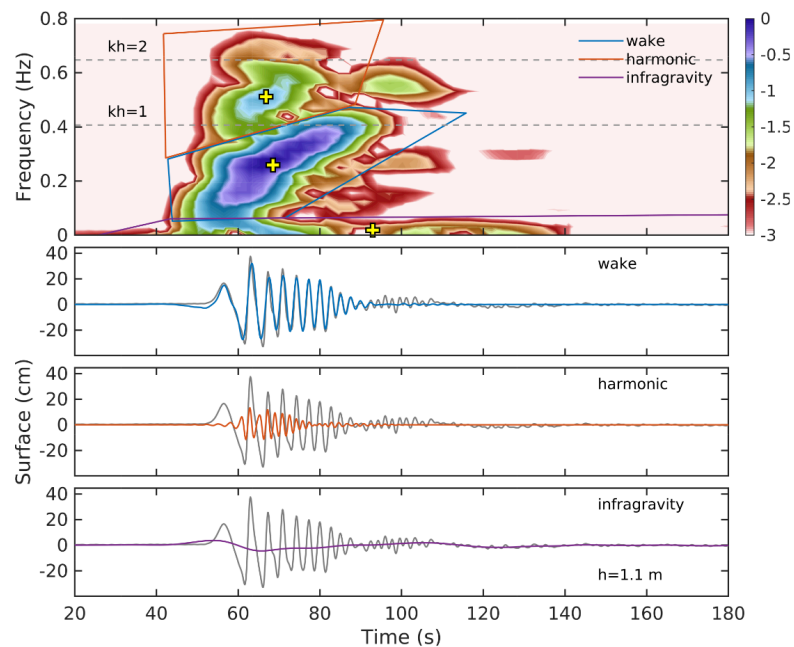 0.8
0.6
0.4
0.2
0
Frequency (Hz)
kh=2
kh=1
wake
harmonic
infragravity
0
-0.5
-1
-1.5
-2
-2.5
-3
40
20
0
-20
wake
40
20
0
-20
harmonic
Surface (cm)
40
20
0
-20
infragravity
h=1.1 m
20 40 60 80 100 120 140 160 180
Time (s)